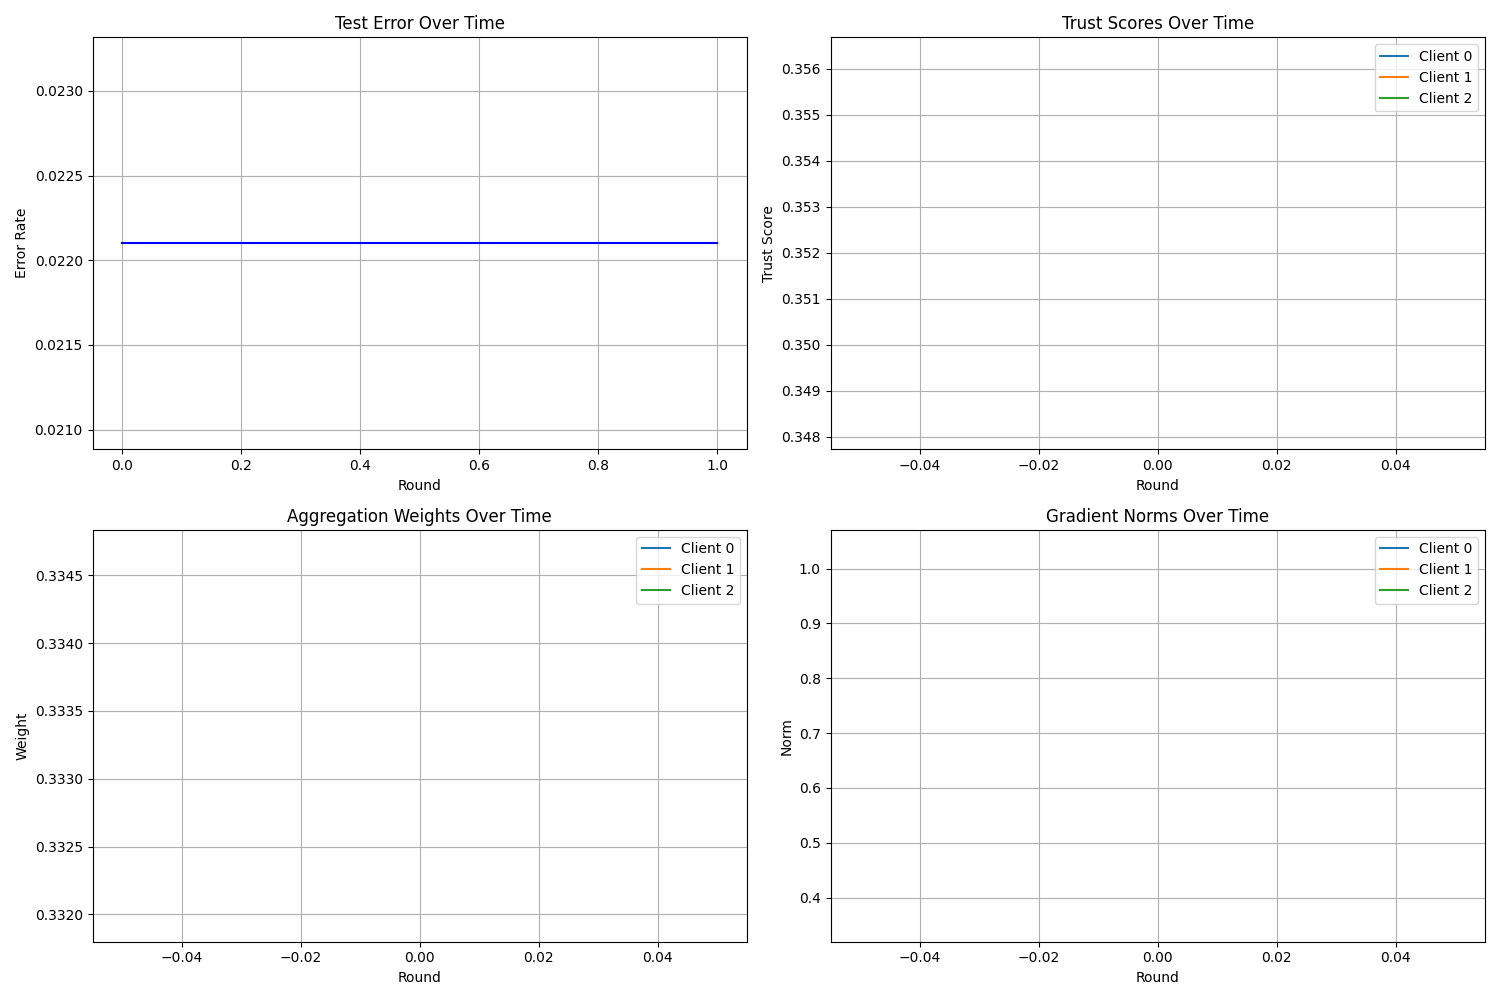 Test Error Over Time
0.0230
0.0225
0.0220
0.0215
0.0210
Error Rate
0.0 0.2 0.4 0.6 0.8 1.0
Round
Trust Scores Over Time
Client 0
Client 1
Client 2
0.356
0.355
0.354
0.353
0.352
0.351
0.350
0.349
0.348
Trust Score
−0.04 −0.02 0.00 0.02 0.04
Round
Aggregation Weights Over Time
Client 0
Client 1
Client 2
0.3345
0.3340
0.3335
0.3330
0.3325
0.3320
Weight
−0.04 −0.02 0.00 0.02 0.04
Round
Gradient Norms Over Time
Client 0
Client 1
Client 2
1.0
0.9
0.8
0.7
0.6
0.5
0.4
Norm
−0.04 −0.02 0.00 0.02 0.04
Round